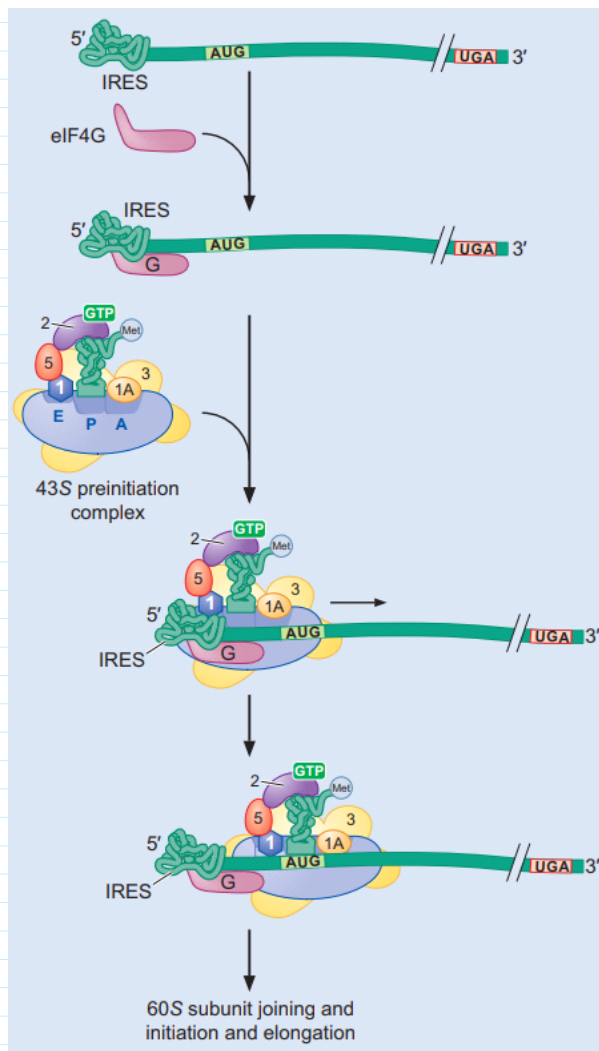 5′ AUG UGA 3′
IRES
eIF4G
IRES
5′ AUG UGA 3′
G
GTP
2 Met
5 3
1 1A
E P A
43S preinitiation
complex
GTP
2 Met
5 3
1 1A
5′ AUG UGA 3′
IRES G
GTP
2 Met
5 3
1 1A
5′ AUG UGA 3′
IRES G
60S subunit joining and
initiation and elongation